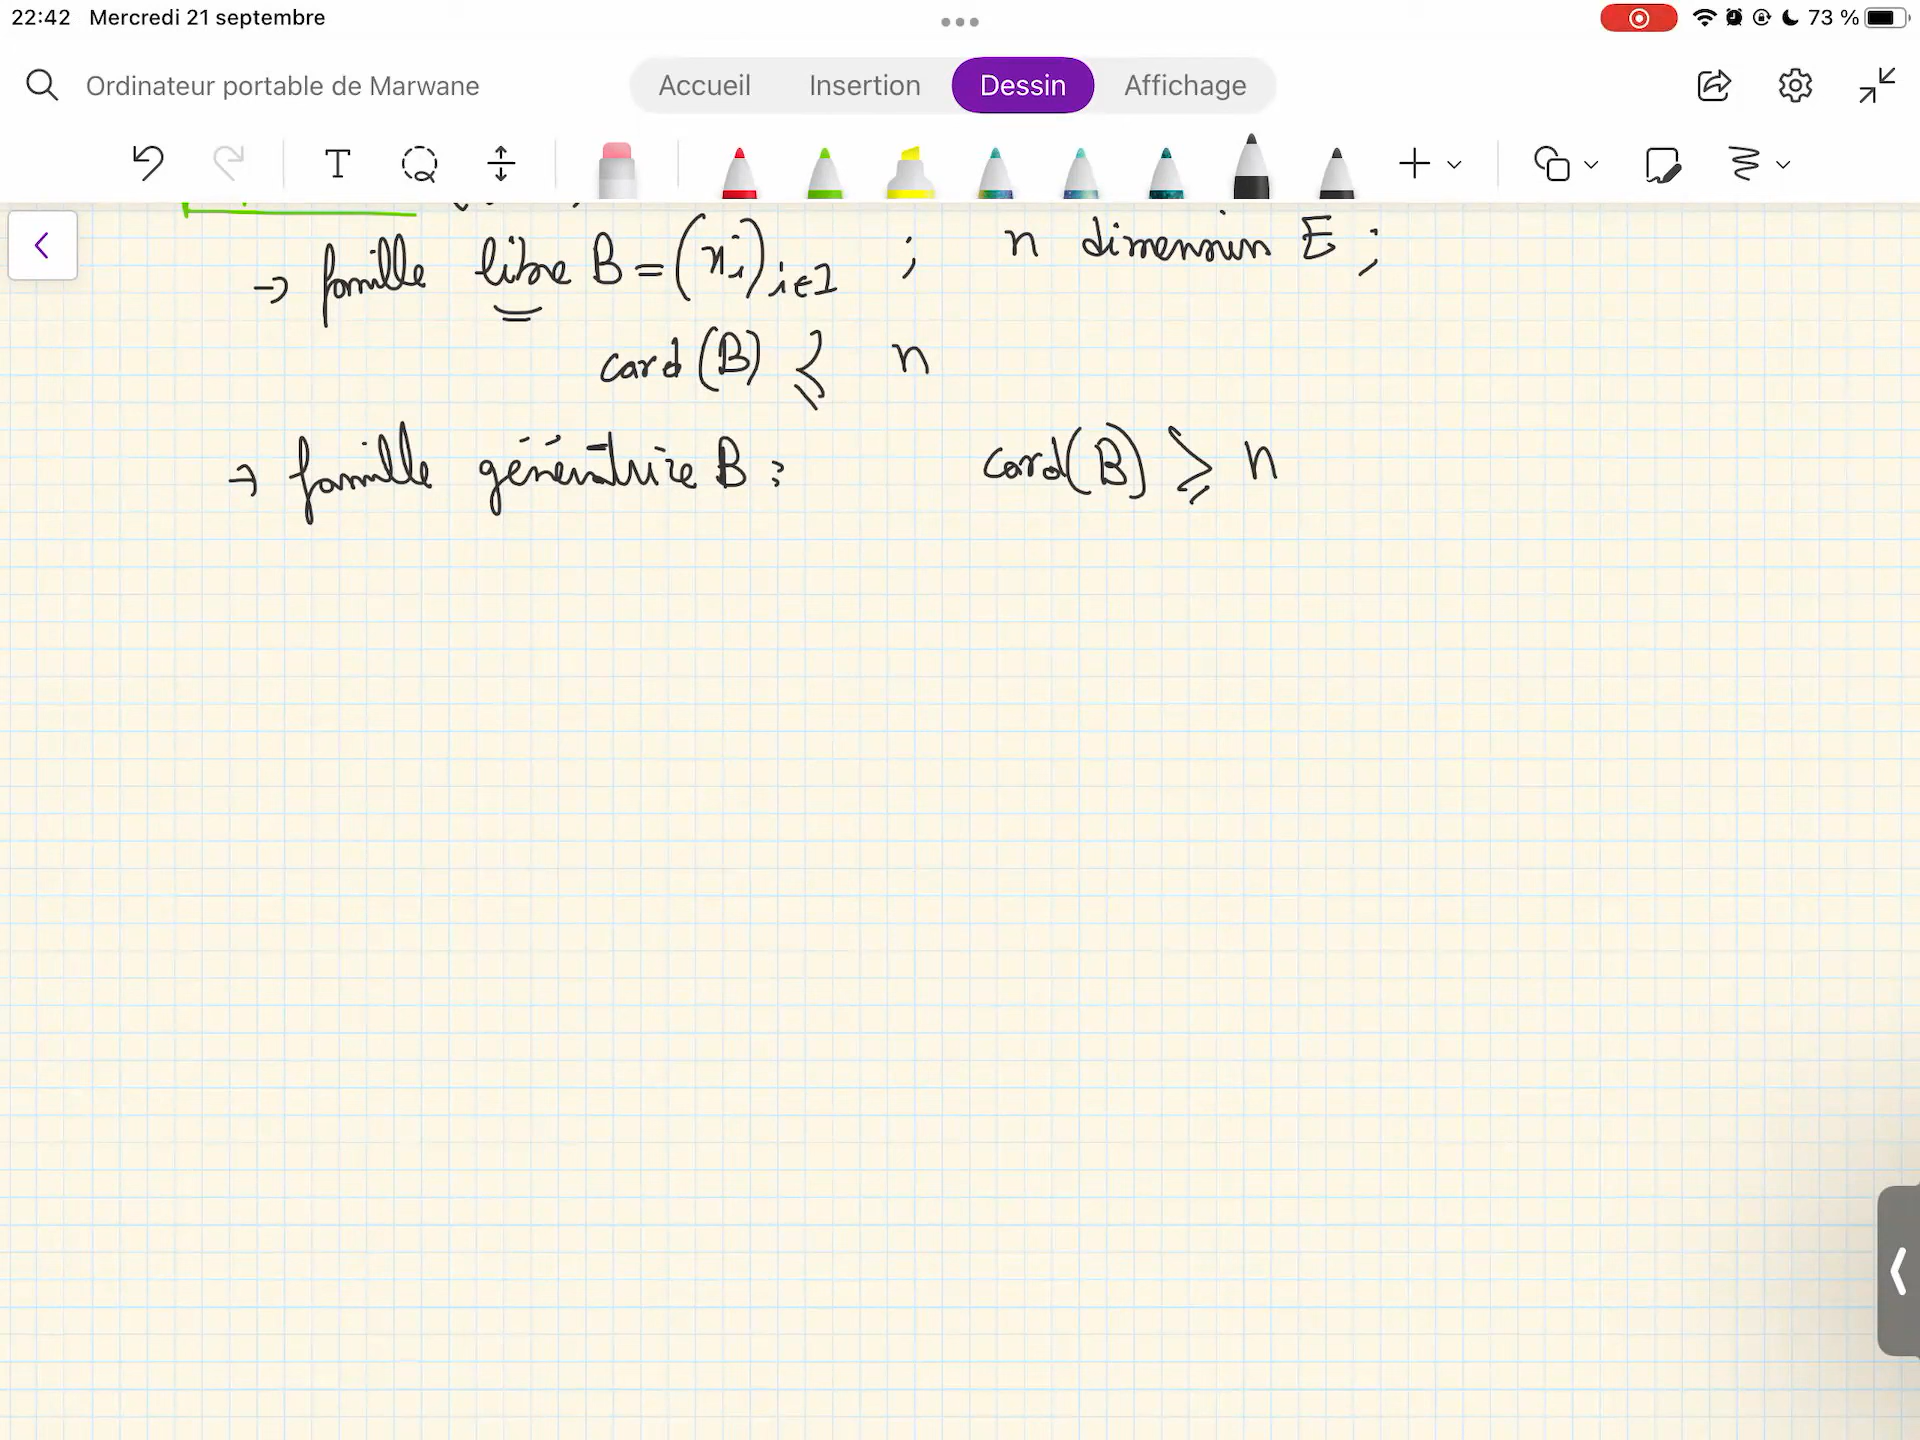 22:42 Mercredi 21 septembre 73 %
Ordinateur portable de Marwane Accueil Insertion Dessin Affichage
T
→ famille libre B = (xi)i∈I ; n dimension E ;
card (B) ⩽ n
→ famille génératrice B : card(B) ⩾ n